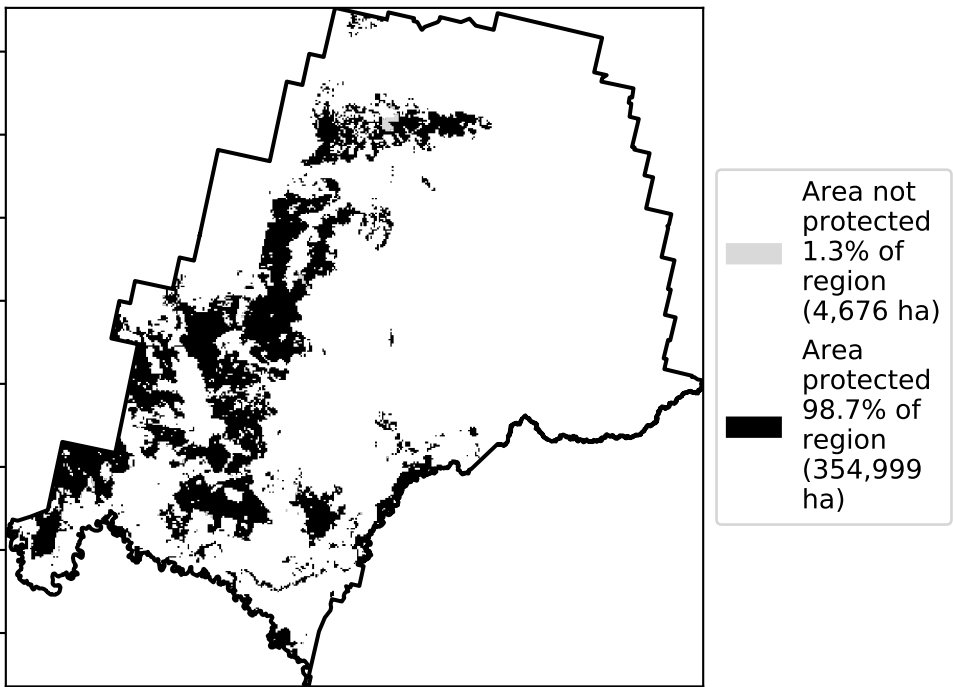 Area not
protected
1.3% of
region
(4,676 ha)
Area
protected
98.7% of
region
(354,999
ha)